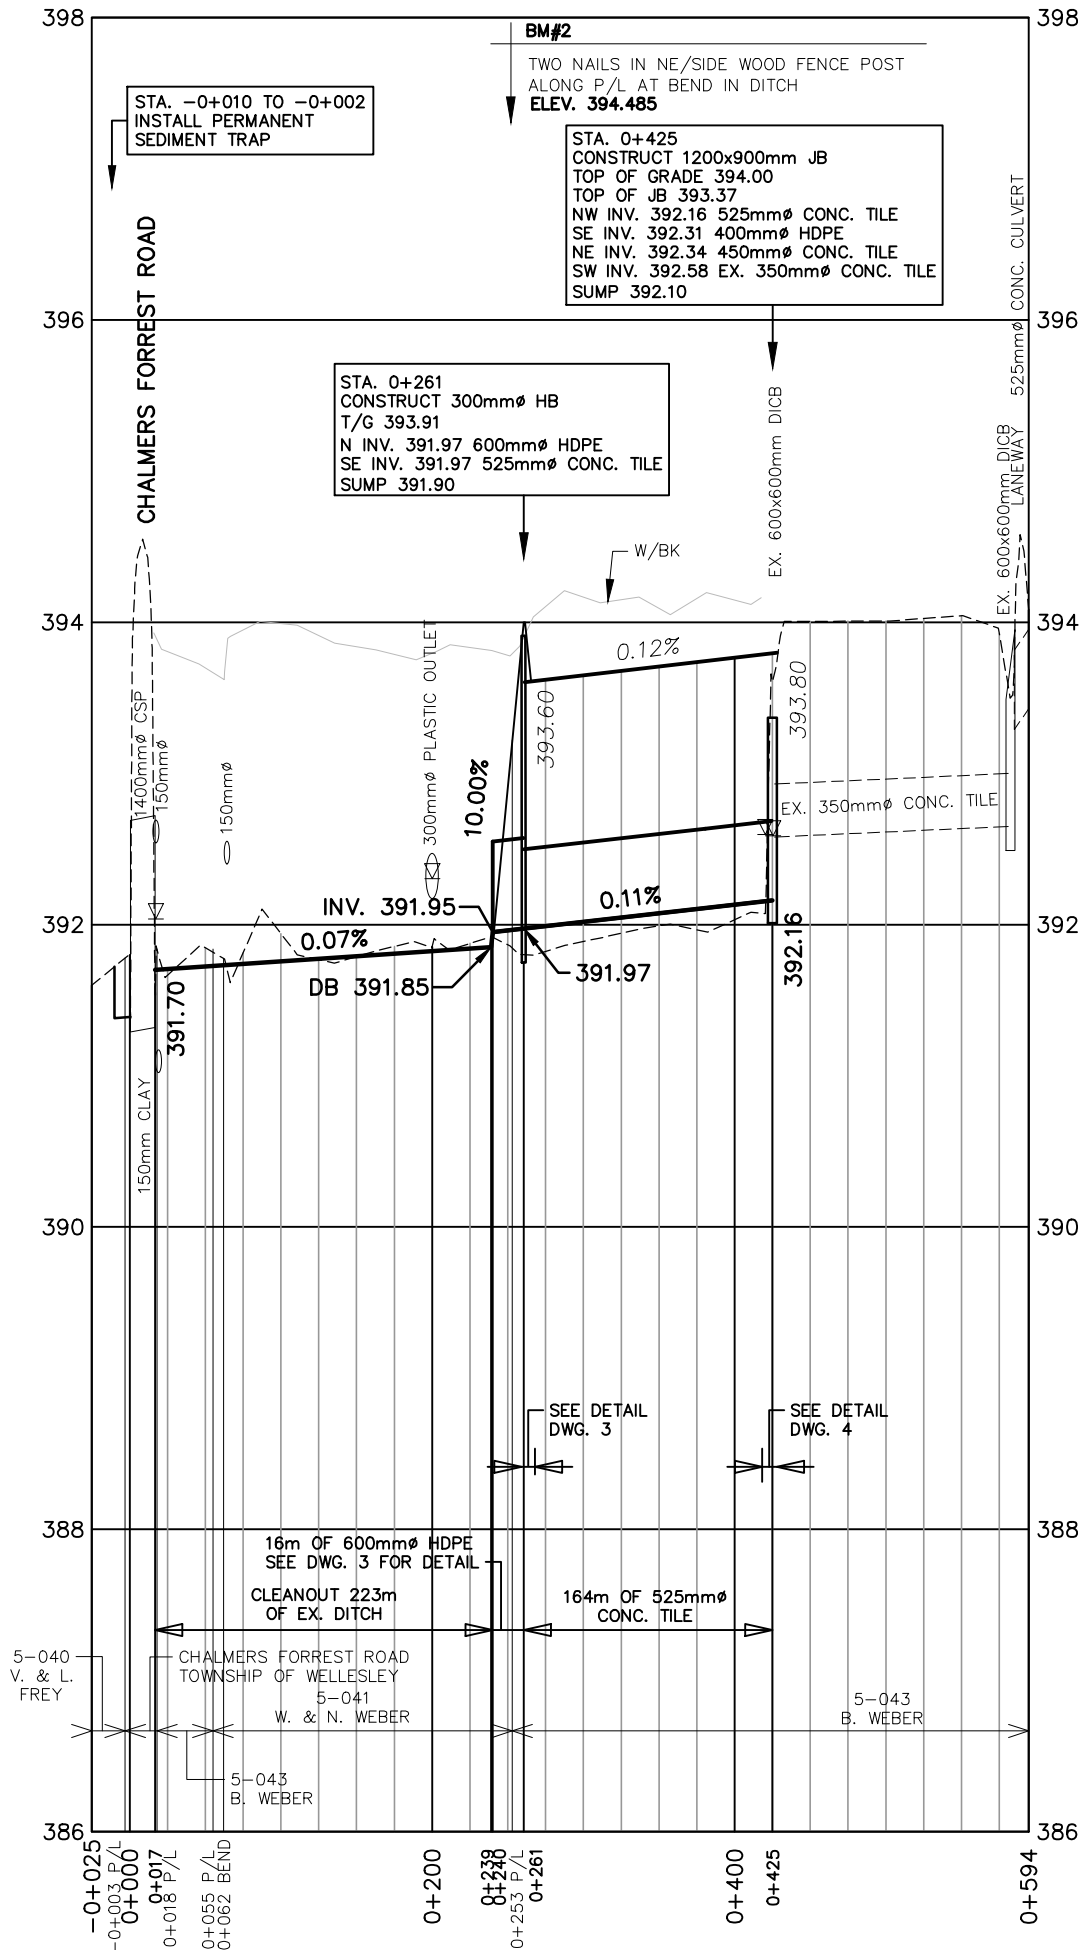 398
398
BM#2
TWO NAILS IN NE/SIDE WOOD FENCE POST
ALONG P/L AT BEND IN DITCH
ELEV. 394.485
STA. -0+010 TO -0+002
INSTALL PERMANENT
SEDIMENT TRAP
STA. 0+425
CONSTRUCT 1200x900mm JB
TOP OF GRADE 394.00
TOP OF JB 393.37
NW INV. 392.16 525mmø CONC. TILE
SE INV. 392.31 400mmø HDPE
NE INV. 392.34 450mmø CONC. TILE
SW INV. 392.58 EX. 350mmø CONC. TILE
SUMP 392.10
CHALMERS FORREST ROAD
396
396
STA. 0+261
CONSTRUCT 300mmø HB
T/G 393.91
N INV. 391.97 600mmø HDPE
SE INV. 391.97 525mmø CONC. TILE
SUMP 391.90
EX. 600x600mm DICB
EX. 600x600mm DICB
LANEWAY 525mmø CONC. CULVERT
W/BK
394
394
1400mmø CSP
150mmø
150mmø
300mmø PLASTIC OUTLET
10.00%
393.60
0.12%
393.80
EX. 350mmø CONC. TILE
INV. 391.95
0.11%
392
392
0.07%
DB 391.85
391.97
392.16
391.70
150mm CLAY
390
390
SEE DETAIL
DWG. 3
SEE DETAIL
DWG. 4
388
388
16m OF 600mmø HDPE
SEE DWG. 3 FOR DETAIL
CLEANOUT 223m
OF EX. DITCH
164m OF 525mmø
CONC. TILE
5-040
V. & L.
FREY
CHALMERS FORREST ROAD
TOWNSHIP OF WELLESLEY
5-041
W. & N. WEBER
5-043
B. WEBER
5-043
B. WEBER
386
386
-0+025
-0+003 P/L
0+000
0+017
0+018 P/L
0+055 P/L
0+062 BEND
0+200
0+239
0+240
0+253 P/L
0+261
0+400
0+425
0+594